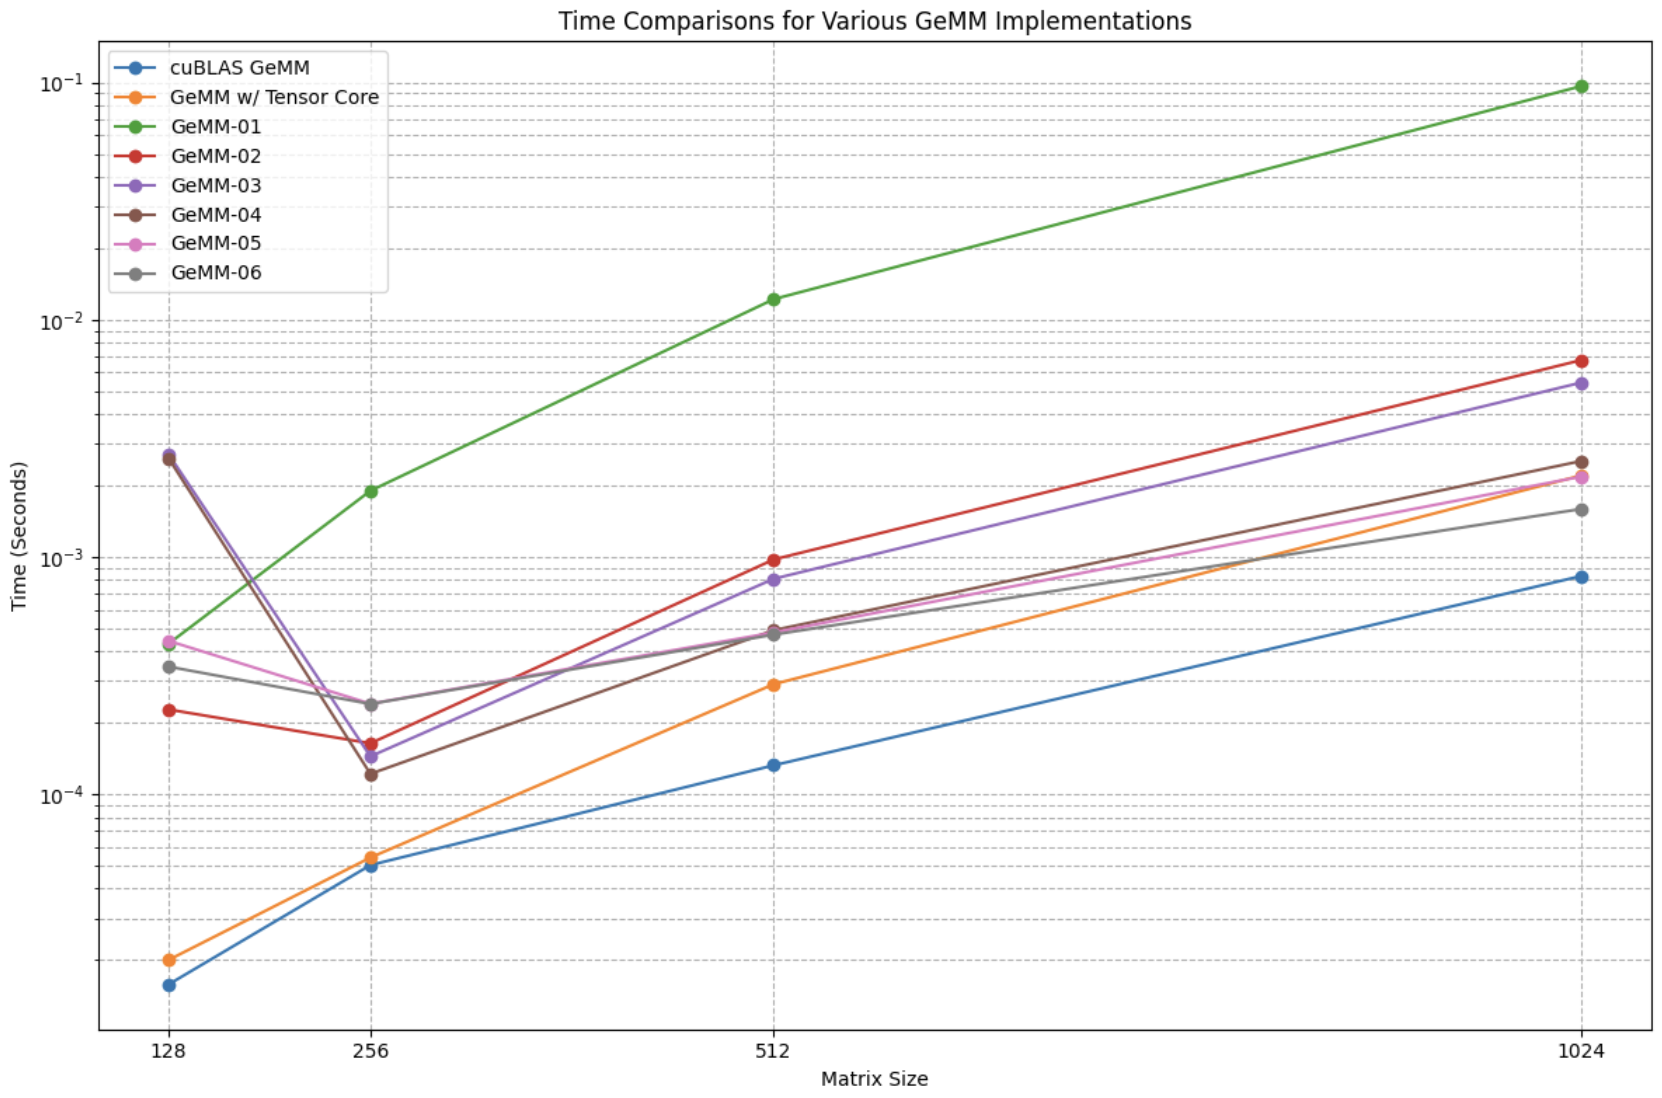 Time Comparisons for Various GeMM Implementations
cuBLAS GeMM
GeMM w/ Tensor Core
GeMM-01
GeMM-02
GeMM-03
GeMM-04
GeMM-05
GeMM-06
10⁻¹
10⁻²
10⁻³
10⁻⁴
Time (Seconds)
128 256 512 1024
Matrix Size